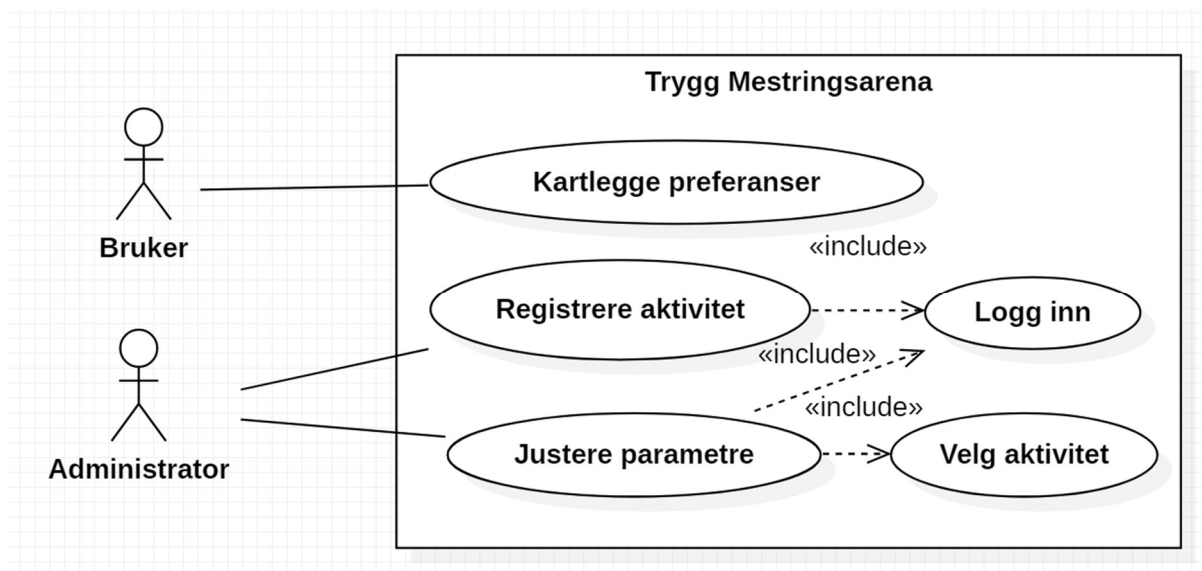 Trygg Mestringsarena
Kartlegge preferanser
Bruker
«include»
Registrere aktivitet
Logg inn
«include»
«include»
Administrator
Justere parametre
Velg aktivitet